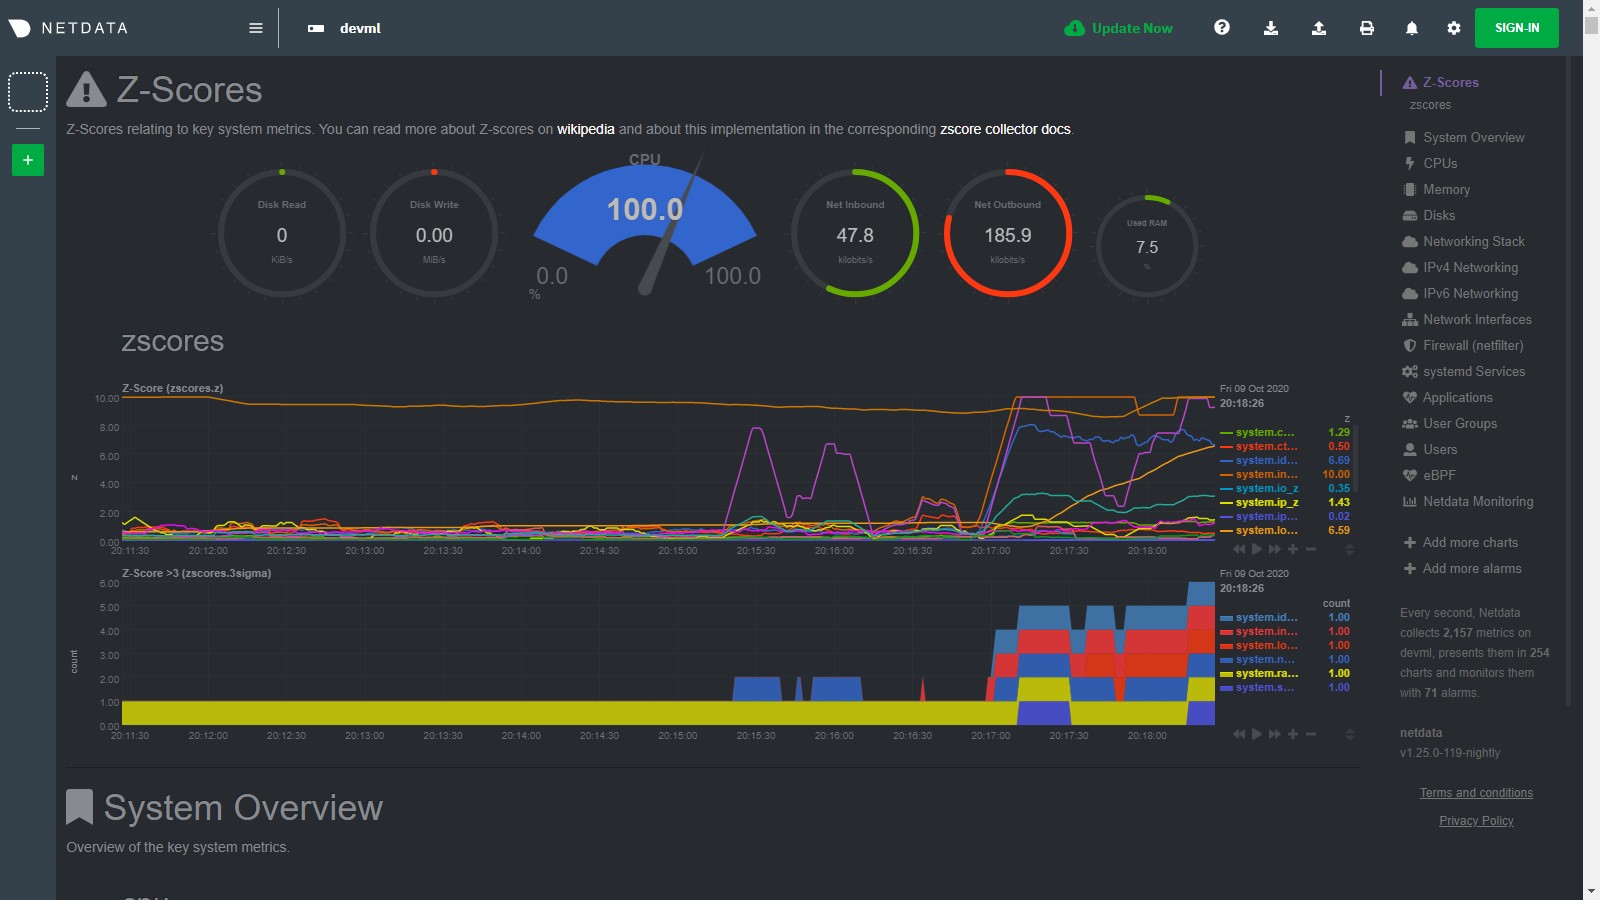 NETDATA
devml
Update Now
SIGN-IN
+
Z-Scores
Z-Scores relating to key system metrics. You can read more about Z-scores on wikipedia and about this implementation in the corresponding zscore collector docs.
Disk Read
0
KiB/s
Disk Write
0.00
MiB/s
CPU
100.0
0.0
100.0
%
Net Inbound
47.8
kilobits/s
Net Outbound
185.9
kilobits/s
Used RAM
7.5
%
zscores
Z-Score (zscores.z)
10.00
8.00
6.00
4.00
2.00
0.00
z
20:11:30 20:12:00 20:12:30 20:13:00 20:13:30 20:14:00 20:14:30 20:15:00 20:15:30 20:16:00 20:16:30 20:17:00 20:17:30 20:18:00
Fri 09 Oct 2020
20:18:26
z
system.c... 1.29
system.ct... 0.50
system.id... 6.69
system.in... 10.00
system.io_z 0.35
system.ip_z 1.43
system.ip... 0.02
system.lo... 6.59
Z-Score >3 (zscores.3sigma)
6.00
5.00
4.00
3.00
2.00
1.00
0.00
count
20:11:30 20:12:00 20:12:30 20:13:00 20:13:30 20:14:00 20:14:30 20:15:00 20:15:30 20:16:00 20:16:30 20:17:00 20:17:30 20:18:00
Fri 09 Oct 2020
20:18:26
count
system.id... 1.00
system.in... 1.00
system.lo... 1.00
system.n... 1.00
system.ra... 1.00
system.s... 1.00
System Overview
Overview of the key system metrics.
Z-Scores
zscores
System Overview
CPUs
Memory
Disks
Networking Stack
IPv4 Networking
IPv6 Networking
Network Interfaces
Firewall (netfilter)
systemd Services
Applications
User Groups
Users
eBPF
Netdata Monitoring
Add more charts
Add more alarms
Every second, Netdata
collects 2,157 metrics on
devml, presents them in 254
charts and monitors them
with 71 alarms.
netdata
v1.25.0-119-nightly
Terms and conditions
Privacy Policy